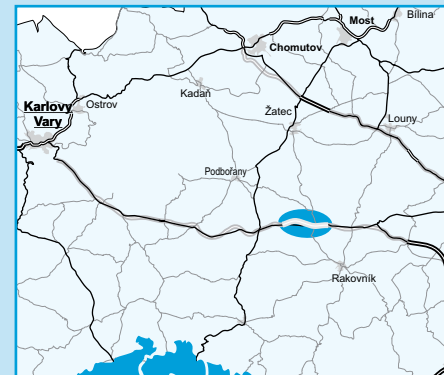 Most
Bílina
Chomutov
Kadaň
Karlovy
Vary
Ostrov
Žatec
Louny
Podbořany
Rakovník